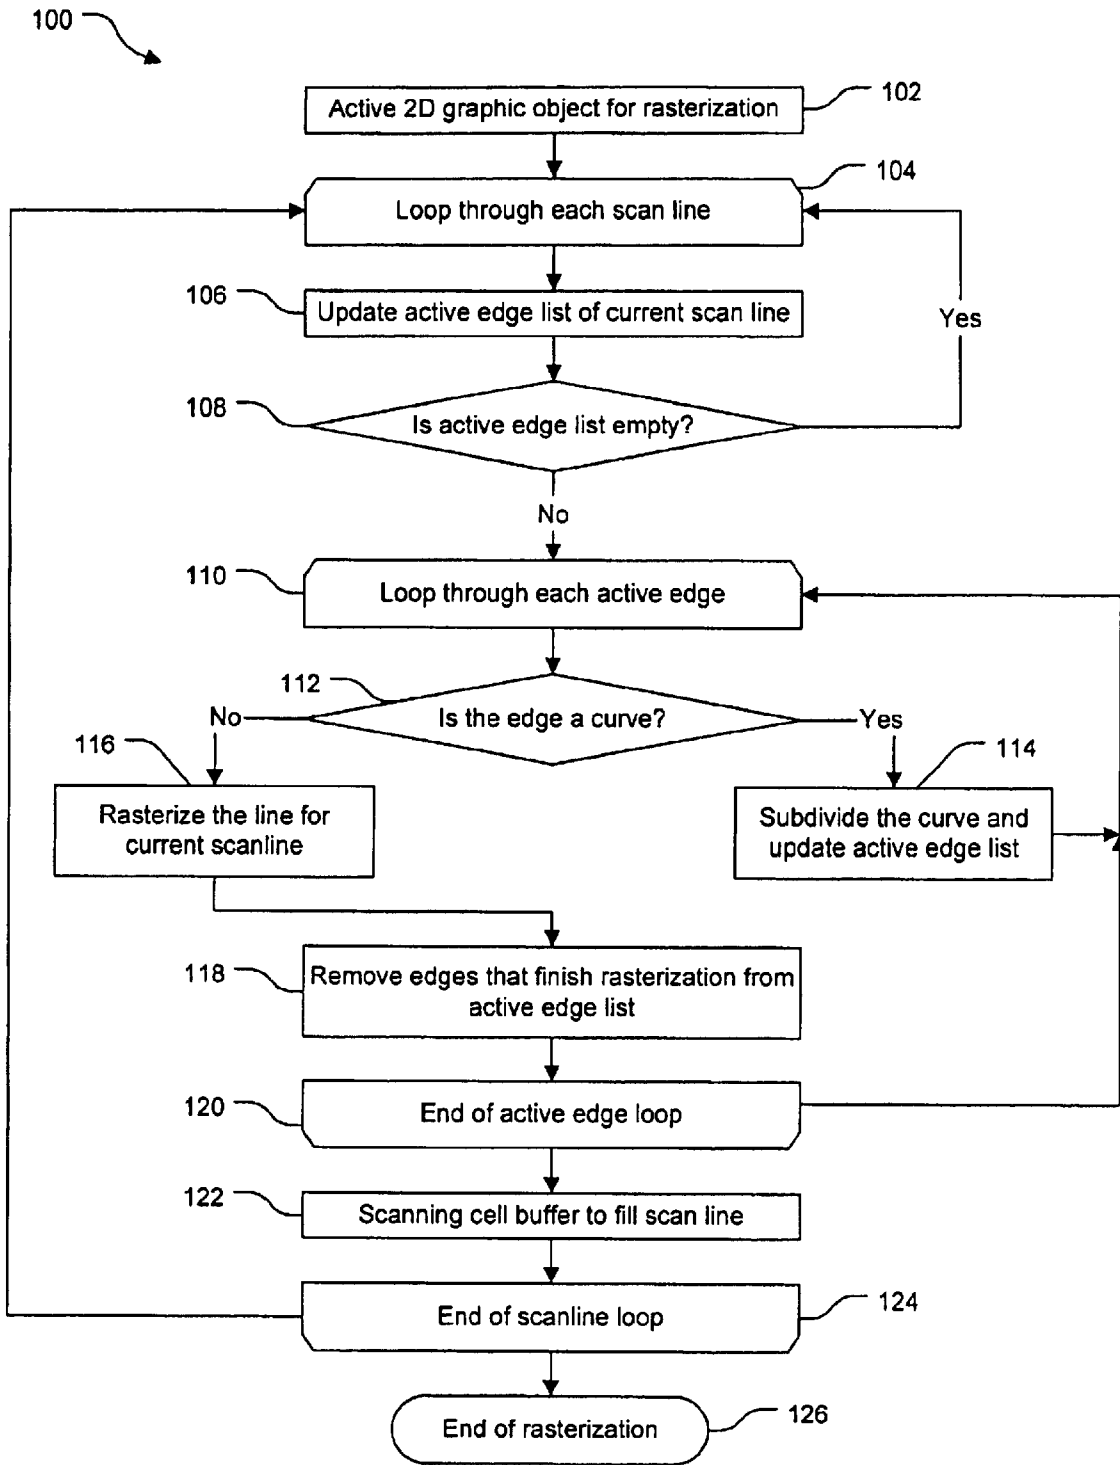 100
Active 2D graphic object for rasterization
102
104
Loop through each scan line
106
Update active edge list of current scan line
Yes
108
Is active edge list empty?
No
110
Loop through each active edge
112
Is the edge a curve?
No
Yes
116
114
Rasterize the line for
current scanline
Subdivide the curve and
update active edge list
118
Remove edges that finish rasterization from
active edge list
120
End of active edge loop
122
Scanning cell buffer to fill scan line
End of scanline loop
124
End of rasterization
126